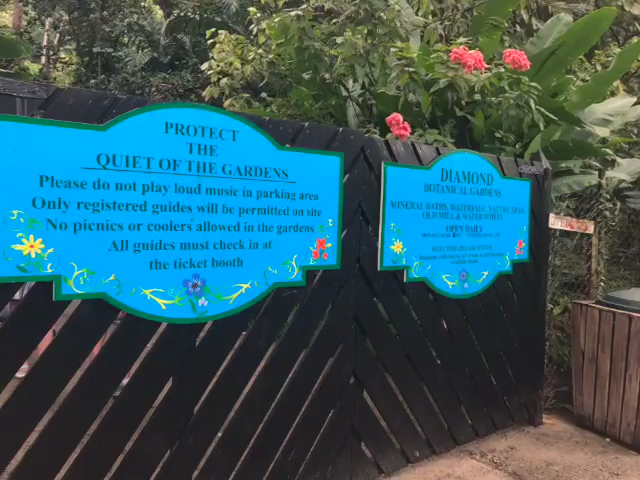 PROTECT
THE
QUIET OF THE GARDENS
Please do not play loud music in parking area
Only registered guides will be permitted on site
No picnics or coolers allowed in the gardens
All guides must check in at
the ticket booth
DIAMOND
BOTANICAL GARDENS
MINERAL BATHS, WATERFALL, NATURE TRAIL
OLD MILL & WATER WHEEL
OPEN DAILY